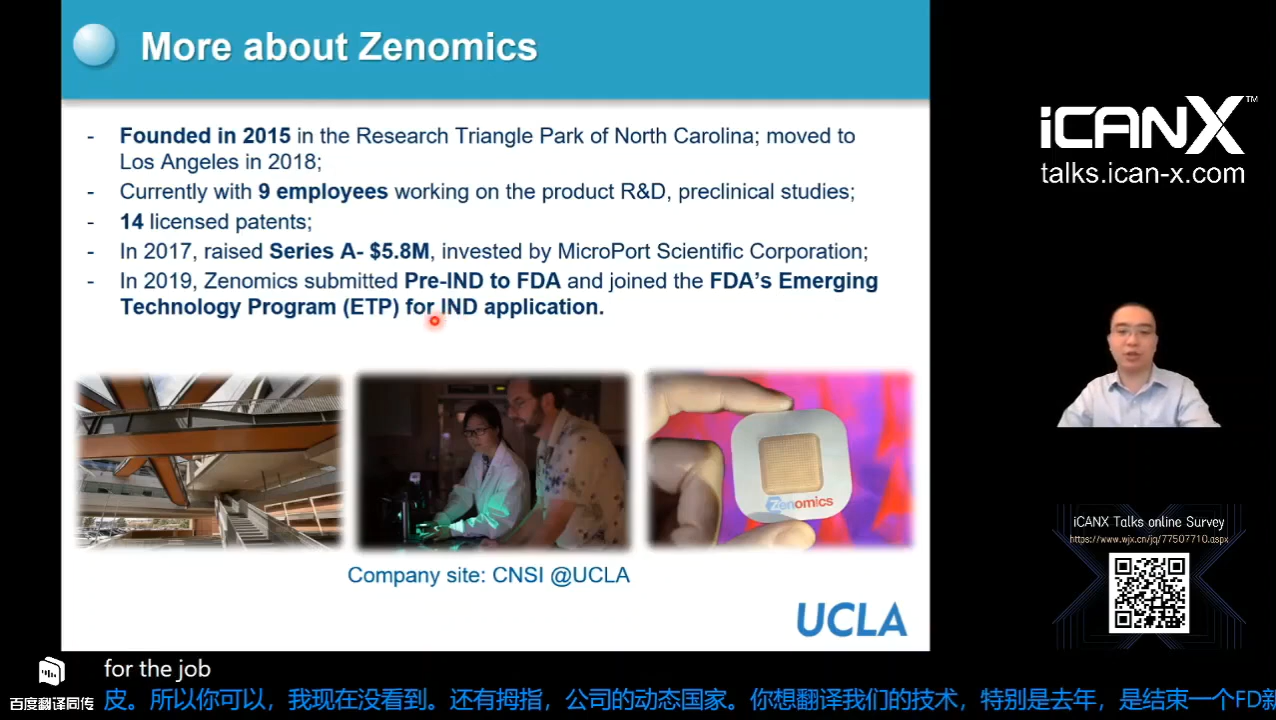 More about Zenomics
- Founded in 2015 in the Research Triangle Park of North Carolina; moved to
Los Angeles in 2018;
- Currently with 9 employees working on the product R&D, preclinical studies;
- 14 licensed patents;
- In 2017, raised Series A- $5.8M, invested by MicroPort Scientific Corporation;
- In 2019, Zenomics submitted Pre-IND to FDA and joined the FDA's Emerging
Technology Program (ETP) for IND application.
Zenomics
Company site: CNSI @UCLA
UCLA
iCANX™
talks.ican-x.com
iCANX Talks online Survey
https://www.wjx.cn/jq/77507710.aspx
for the job
百度翻译同传
皮。所以你可以，我现在没看到。还有拇指，公司的动态国家。你想翻译我们的技术，特别是去年，是结束一个FD新